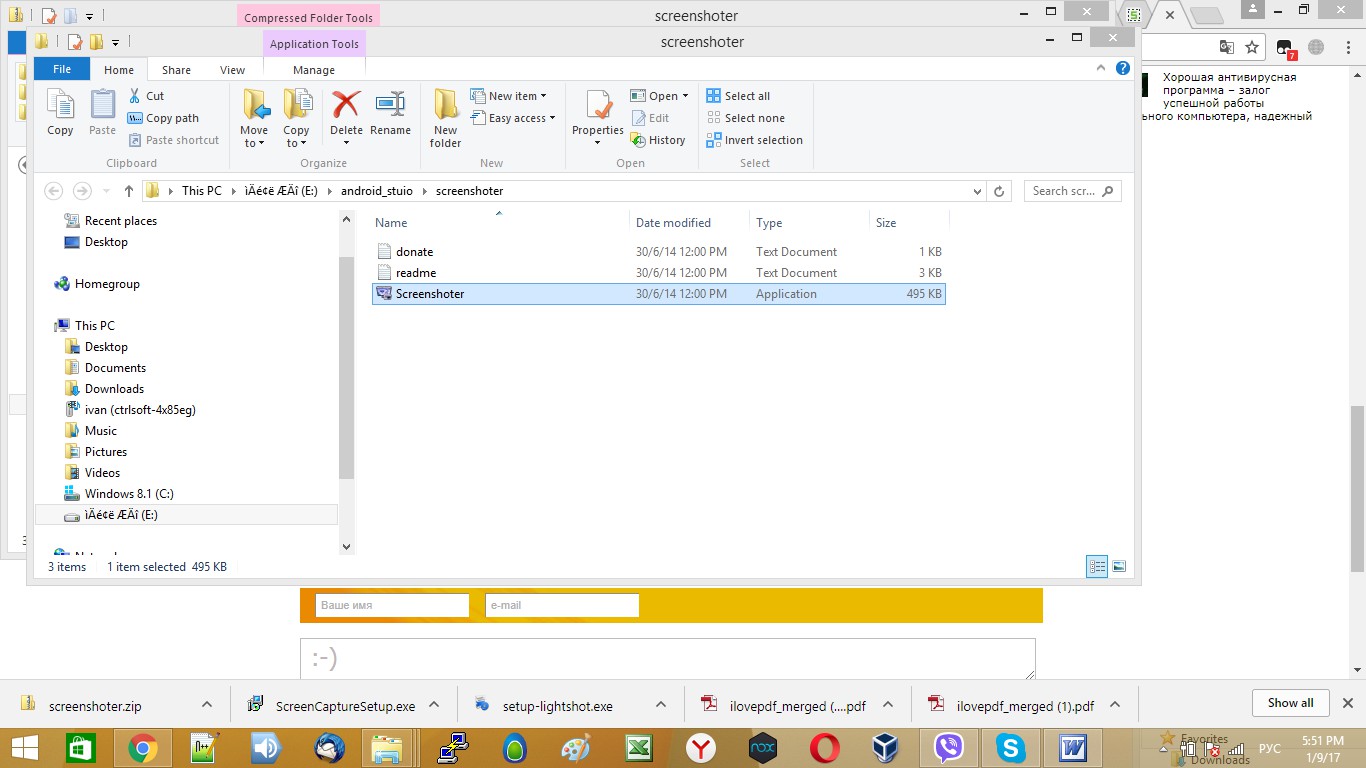 Compressed Folder Tools
screenshoter
Application Tools
screenshoter
File
Home
Share
View
Manage
Copy
Paste
Cut
Copy path
Paste shortcut
Clipboard
Move to
Copy to
Delete
Rename
Organize
New folder
New item
Easy access
New
Properties
Open
Edit
History
Open
Select all
Select none
Invert selection
Select
This PC
ìÄé¢ë ÆÄî (E:)
android_stuio
screenshoter
Search scr...
Recent places
Desktop
Homegroup
This PC
Desktop
Documents
Downloads
ivan (ctrlsoft-4x85eg)
Music
Pictures
Videos
Windows 8.1 (C:)
ìÄé¢ë ÆÄî (E:)
Name Date modified Type Size
donate 30/6/14 12:00 PM Text Document 1 KB
readme 30/6/14 12:00 PM Text Document 3 KB
Screenshoter 30/6/14 12:00 PM Application 495 KB
3 items 1 item selected 495 KB
7
Хорошая антивирусная
программа – залог
успешной работы
ьного компьютера, надежный
Ваше имя
e-mail
:-)
screenshoter.zip
ScreenCaptureSetup.exe
setup-lightshot.exe
ilovepdf_merged (....pdf
ilovepdf_merged (1).pdf
Show all
nox
Favorites
Downloads
РУС
5:51 PM
1/9/17